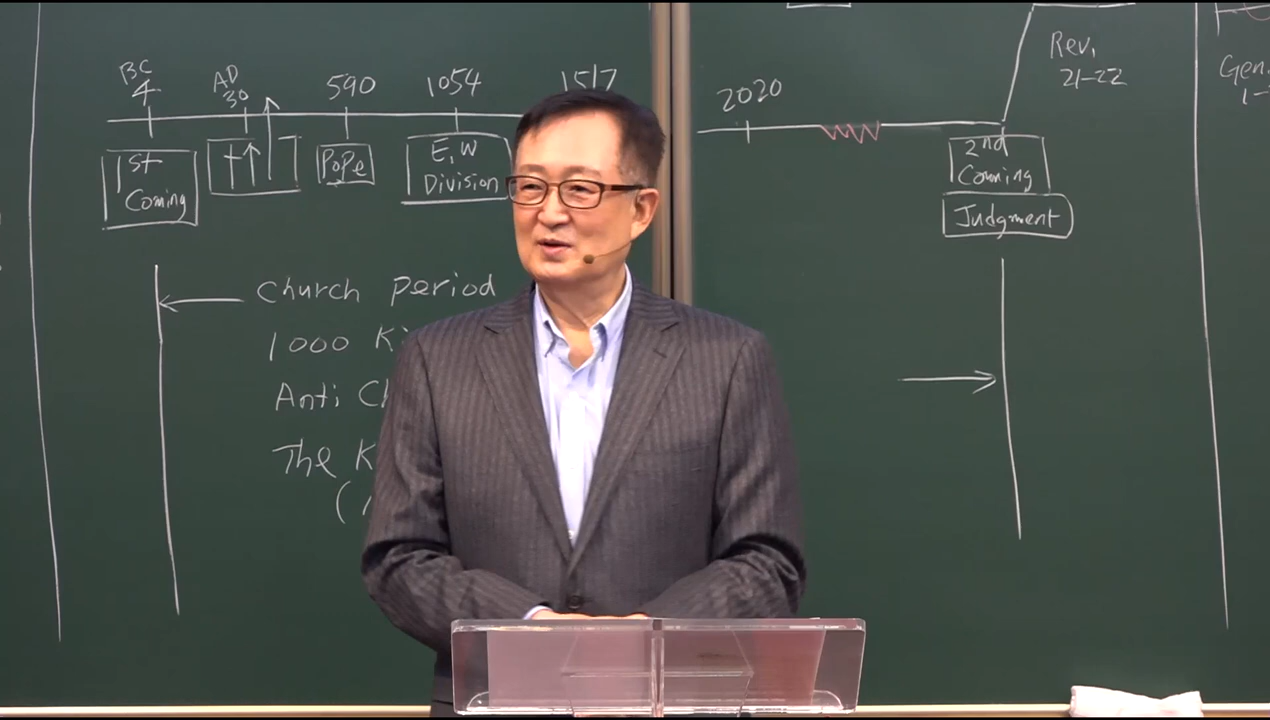 BC
4
AD
30
590
1054
1517
2020
Rev.
21-22
Gen.
1st
Coming
PoPe
E, W
Division
2nd
Coming
Judgment
church period
1000
Anti
The